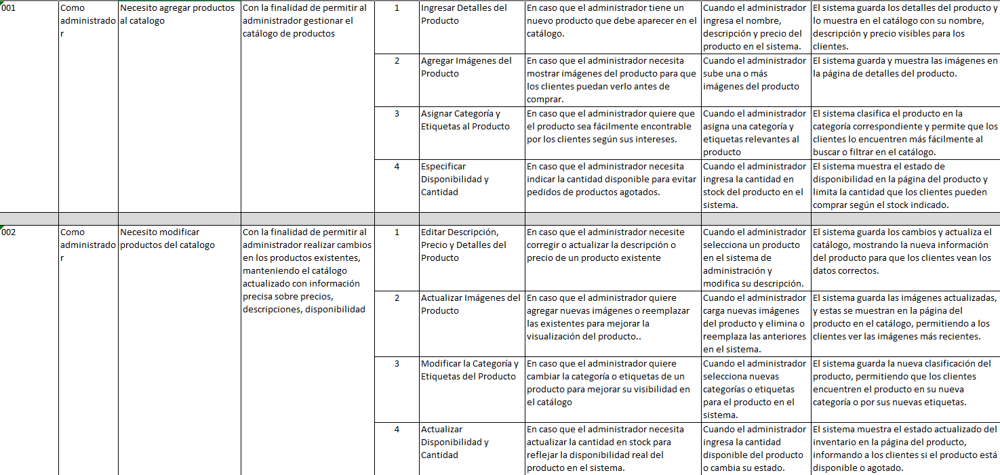 001
Como
administrado
r
Necesito agregar productos
al catalogo
Con la finalidad de permitir al
administrador gestionar el
catálogo de productos
1
Ingresar Detalles del
Producto
En caso que el administrador tiene un
nuevo producto que debe aparecer en el
catálogo.
Cuando el administrador
ingresa el nombre,
descripción y precio del
producto en el sistema.
El sistema guarda los detalles del producto y
lo muestra en el catálogo con su nombre,
descripción y precio visibles para los
clientes.
2
Agregar Imágenes del
Producto
En caso que el administrador necesita
mostrar imágenes del producto para que
los clientes puedan verlo antes de
comprar.
Cuando el administrador
sube una o más
imágenes del producto
El sistema guarda y muestra las imágenes en
la página de detalles del producto.
3
Asignar Categoría y
Etiquetas al Producto
En caso que el administrador quiere que
el producto sea fácilmente encontrable
por los clientes según sus intereses.
Cuando el administrador
asigna una categoría y
etiquetas relevantes al
producto
El sistema clasifica el producto en la
categoría correspondiente y permite que los
clientes lo encuentren más fácilmente al
buscar o filtrar en el catálogo.
4
Especificar
Disponibilidad y
Cantidad
En caso que el administrador necesita
indicar la cantidad disponible para evitar
pedidos de productos agotados.
Cuando el administrador
ingresa la cantidad en
stock del producto en el
sistema.
El sistema muestra el estado de
disponibilidad en la página del producto y
limita la cantidad que los clientes pueden
comprar según el stock indicado.
002
Como
administrado
r
Necesito modificar
productos del catalogo
Con la finalidad de permitir al
administrador realizar cambios
en los productos existentes,
manteniendo el catálogo
actualizado con información
precisa sobre precios,
descripciones, disponibilidad
1
Editar Descripción,
Precio y Detalles del
Producto
En caso que el administrador necesite
corregir o actualizar la descripción o
precio de un producto existente
Cuando el administrador
selecciona un producto
en el sistema de
administración y
modifica su descripción.
El sistema guarda los cambios y actualiza el
catálogo, mostrando la nueva información
del producto para que los clientes vean los
datos correctos.
2
Actualizar Imágenes del
Producto
En caso que el administrador quiere
agregar nuevas imágenes o reemplazar
las existentes para mejorar la
visualización del producto..
Cuando el administrador
carga nuevas imágenes
del producto y elimina o
reemplaza las anteriores
en el sistema.
El sistema guarda las imágenes actualizadas,
y estas se muestran en la página del
producto en el catálogo, permitiendo a los
clientes ver las imágenes más recientes.
3
Modificar la Categoría y
Etiquetas del Producto
En caso que el administrador quiere
cambiar la categoría o etiquetas de un
producto para mejorar su visibilidad en
el catálogo
Cuando el administrador
selecciona nuevas
categorías o etiquetas
para el producto en el
sistema.
El sistema guarda la nueva clasificación del
producto, permitiendo que los clientes
encuentren el producto en su nueva
categoría o por sus nuevas etiquetas.
4
Actualizar
Disponibilidad y
Cantidad
En caso que el administrador necesita
actualizar la cantidad en stock para
reflejar la disponibilidad real del
producto en el sistema.
Cuando el administrador
ingresa la cantidad
disponible del producto
o cambia su estado.
El sistema muestra el estado actualizado del
inventario en la página del producto,
informando a los clientes si el producto está
disponible o agotado.